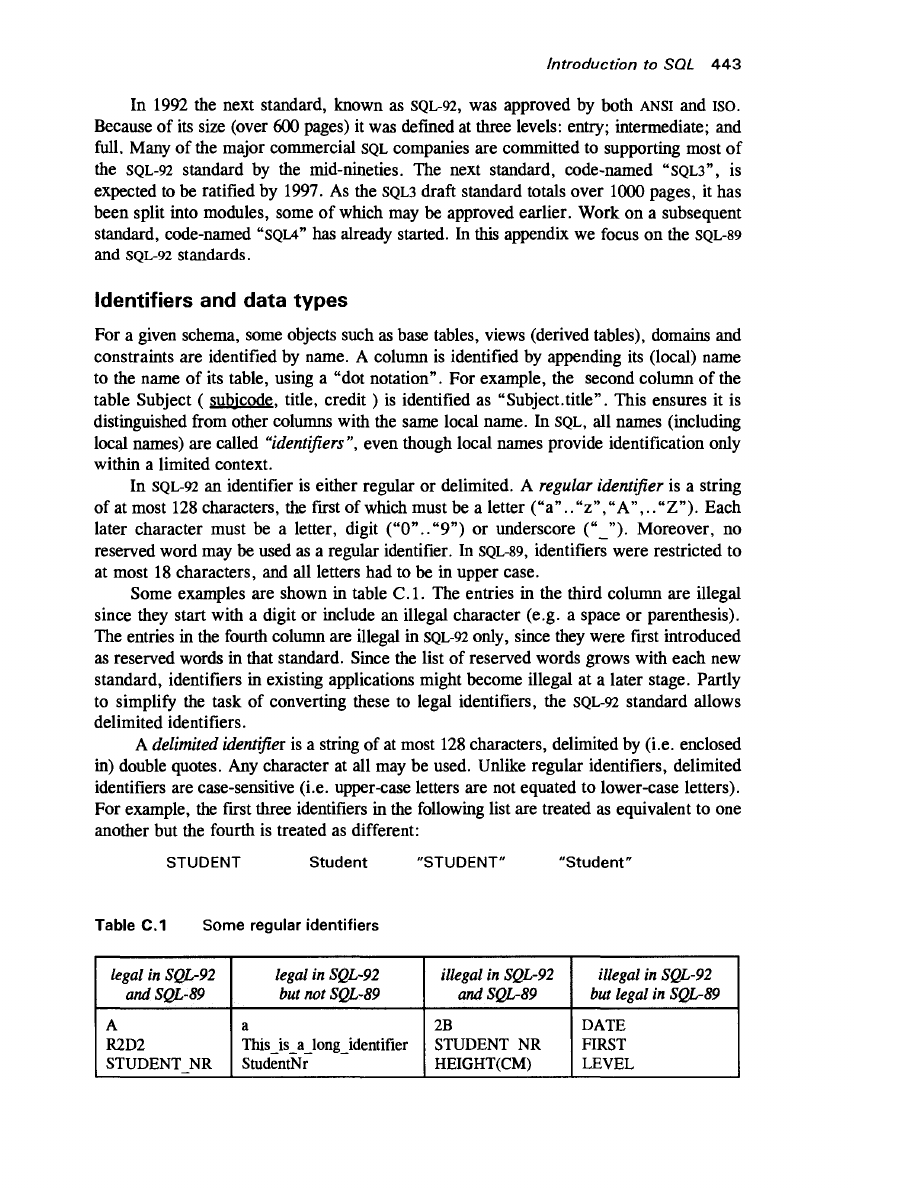 Introduction to SQL 443
In 1992 the next standard, known as SQL-92, was approved by both ANSI and ISO.
Because of its size (over 600 pages) it was defined at three levels: entry; intermediate; and
full. Many of the major commercial SQL companies are committed to supporting most of
the SQL-92 standard by the mid-nineties. The next standard, code-named “SQL3”, is
expected to be ratified by 1997. As the SQL3 draft standard totals over 1000 pages, it has
been split into modules, some of which may be approved earlier. Work on a subsequent
standard, code-named “SQL4” has already started. In this appendix we focus on the SQL-89
and SQL-92 standards.
Identifiers and data types
For a given schema, some objects such as base tables, views (derived tables), domains and
constraints are identified by name. A column is identified by appending its (local) name
to the name of its table, using a “dot notation”. For example, the second column of the
table Subject ( subjcode, title, credit ) is identified as “Subject.title”. This ensures it is
distinguished from other columns with the same local name. In SQL, all names (including
local names) are called “identifiers”, even though local names provide identification only
within a limited context.
In SQL-92 an identifier is either regular or delimited. A regular identifier is a string
of at most 128 characters, the first of which must be a letter (“a”..“z”,“A”,..“Z”). Each
later character must be a letter, digit (“0”..“9”) or underscore (“_”). Moreover, no
reserved word may be used as a regular identifier. In SQL-89, identifiers were restricted to
at most 18 characters, and all letters had to be in upper case.
Some examples are shown in table C.1. The entries in the third column are illegal
since they start with a digit or include an illegal character (e.g. a space or parenthesis).
The entries in the fourth column are illegal in SQL-92 only, since they were first introduced
as reserved words in that standard. Since the list of reserved words grows with each new
standard, identifiers in existing applications might become illegal at a later stage. Partly
to simplify the task of converting these to legal identifiers, the SQL-92 standard allows
delimited identifiers.
A delimited identifier is a string of at most 128 characters, delimited by (i.e. enclosed
in) double quotes. Any character at all may be used. Unlike regular identifiers, delimited
identifiers are case-sensitive (i.e. upper-case letters are not equated to lower-case letters).
For example, the first three identifiers in the following list are treated as equivalent to one
another but the fourth is treated as different:
STUDENT Student "STUDENT" "Student"
Table C.1 Some regular identifiers
legal in SQL-92 legal in SQL-92 illegal in SQL-92 illegal in SQL-92
and SQL-89 but not SQL-89 and SQL-89 but legal in SQL-89
A a 2B DATE
R2D2 This_is_a_long_identifier STUDENT NR FIRST
STUDENT_NR StudentNr HEIGHT(CM) LEVEL